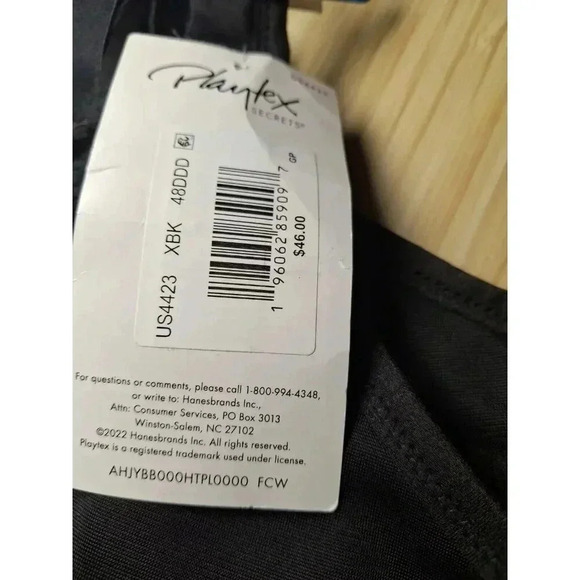 Playtex
SECRETS®
US4423 XBK 48DDD
1 96062 85909 7 GP
$46.00
For questions or comments, please call 1-800-994-4348,
or write to: Hanesbrands Inc.,
Attn: Consumer Services, PO Box 3013
Winston-Salem, NC 27102
©2022 Hanesbrands Inc. All rights reserved.
Playtex is a registered trademark used under license.
AHJYBB000HTPL0000 FCW